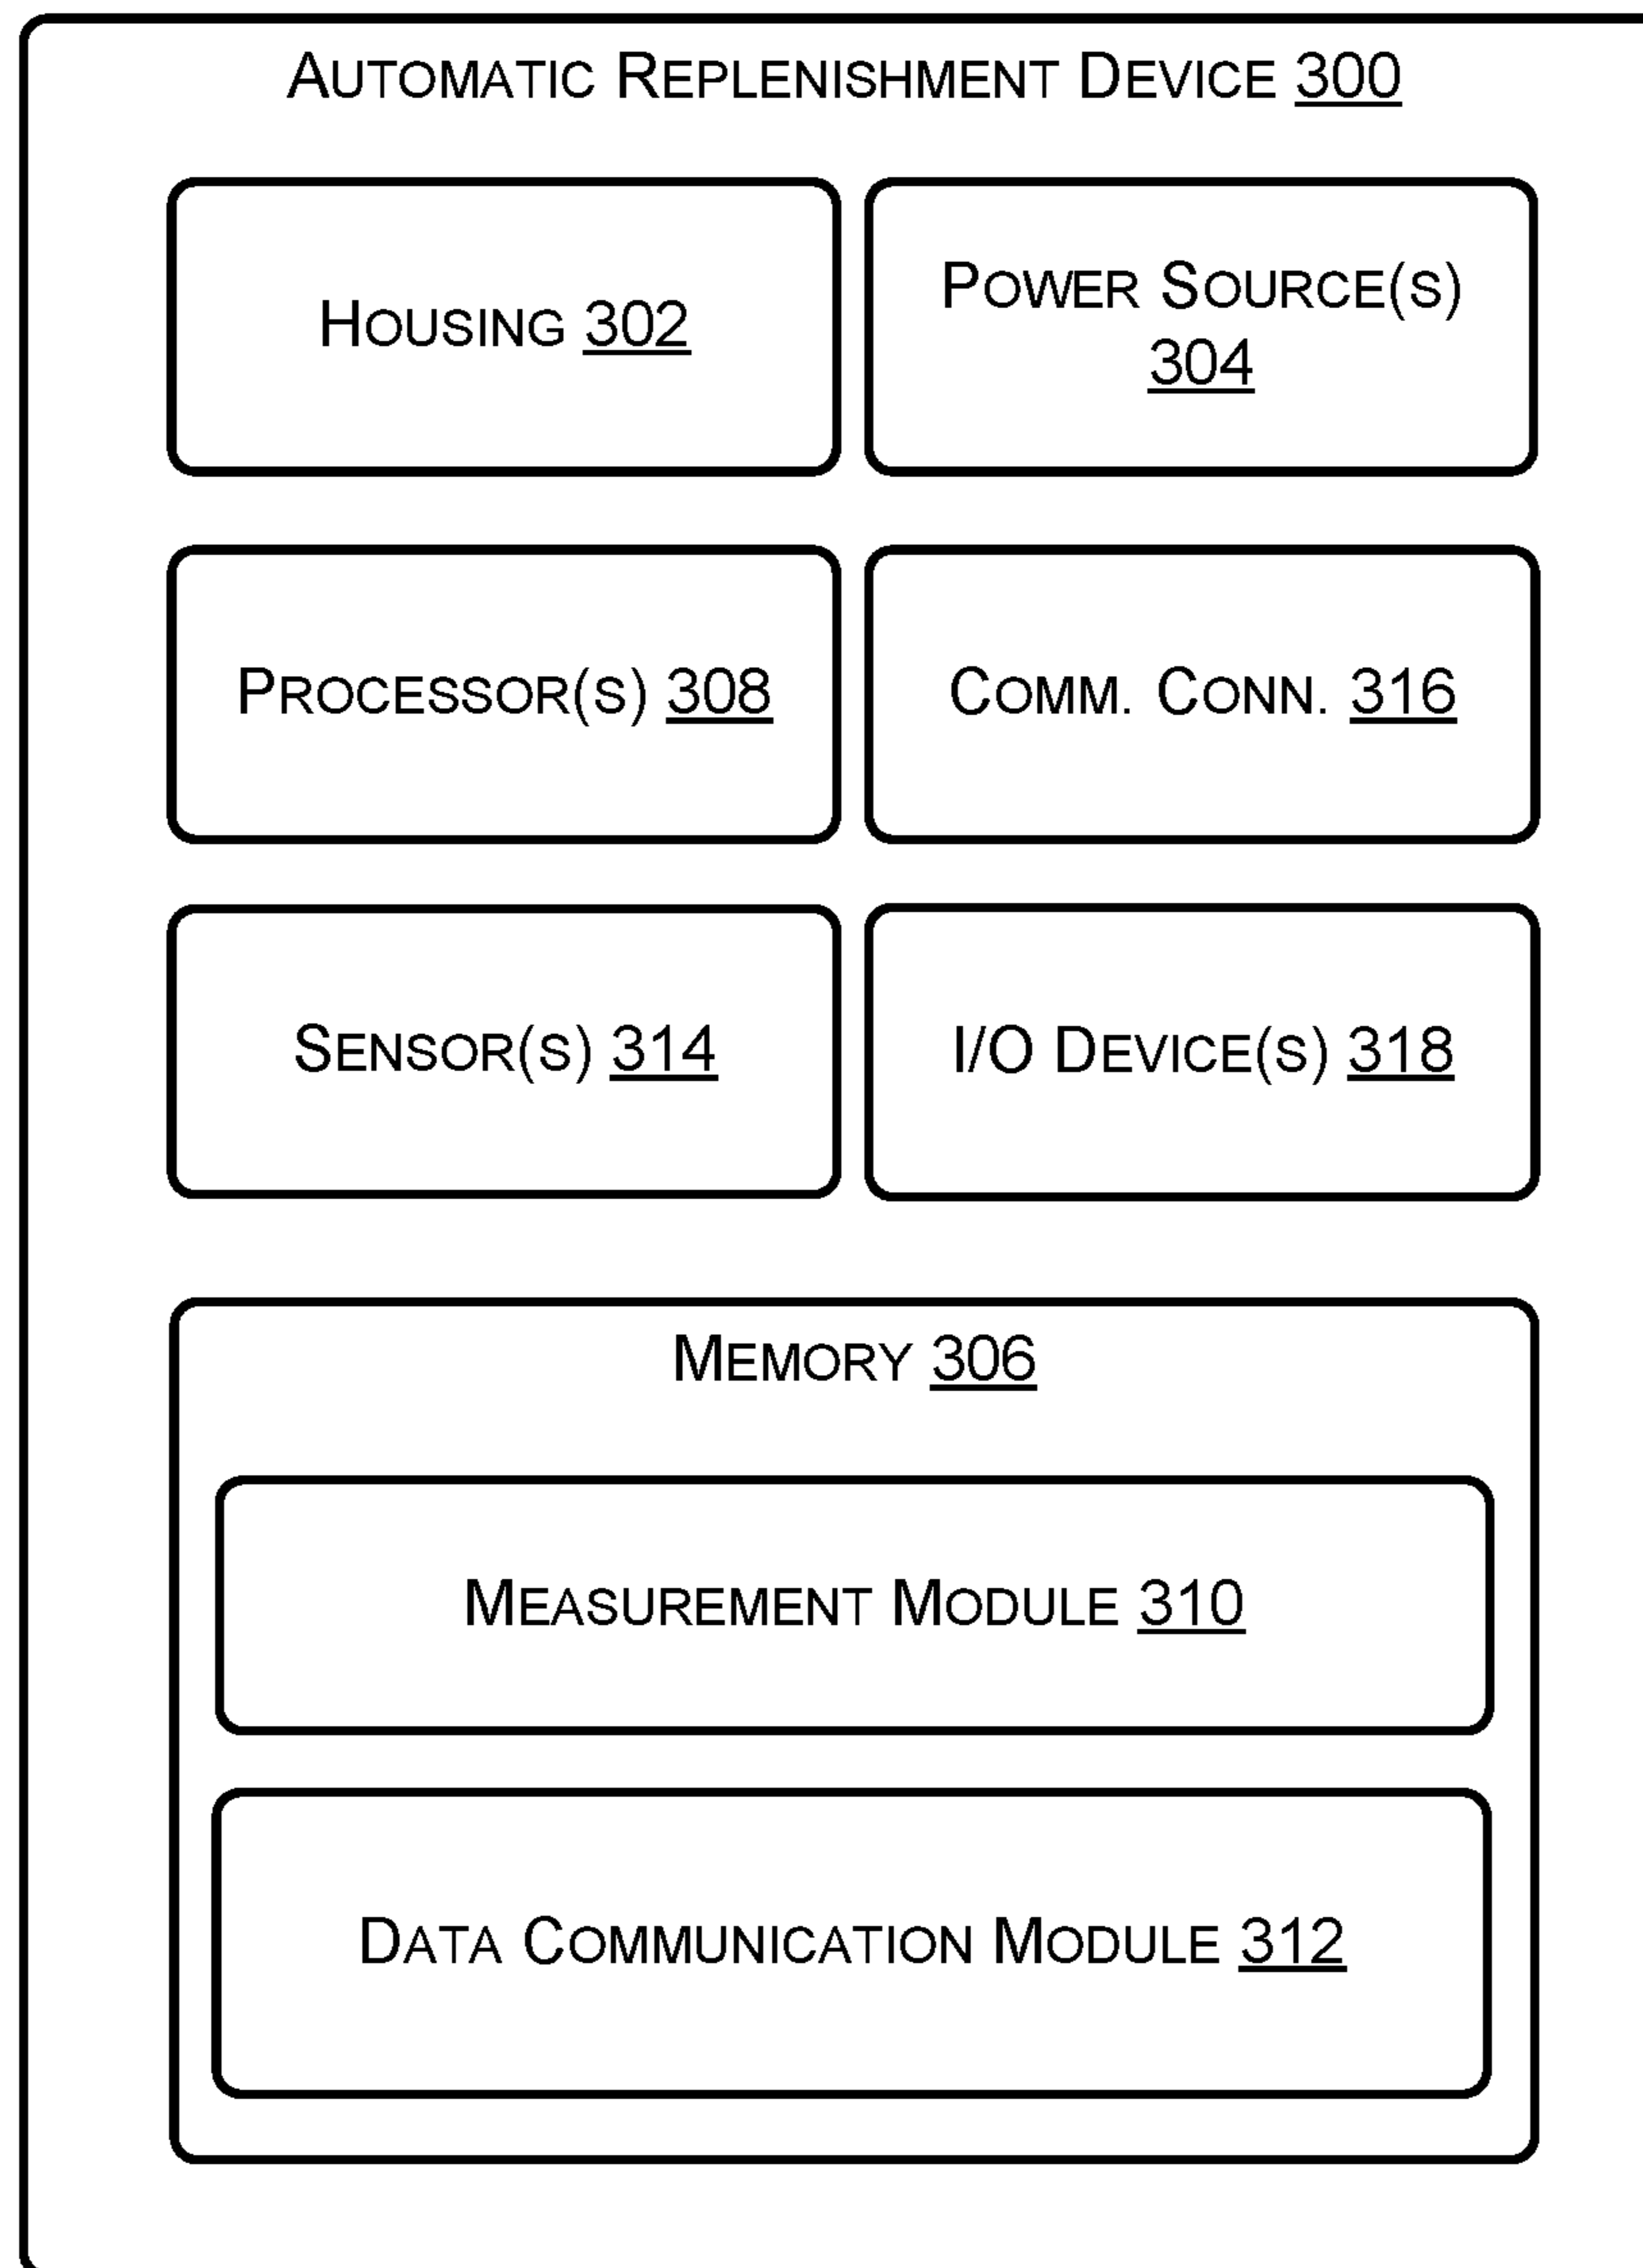 AUTOMATIC REPLENISHMENT DEVICE 300
HOUSING 302
POWER SOURCE(S)
304
PROCESSOR(S) 308
COMM. CONN. 316
SENSOR(S) 314
I/O DEVICE(S) 318
MEMORY 306
MEASUREMENT MODULE 310
DATA COMMUNICATION MODULE 312